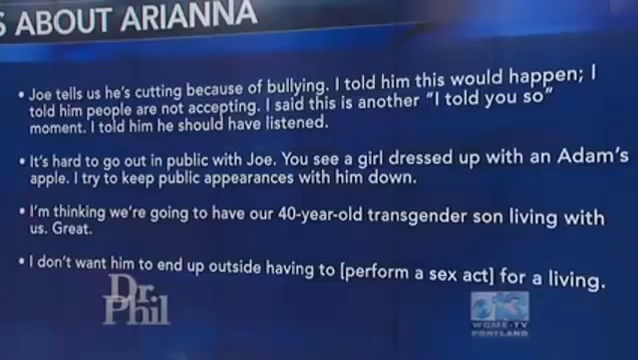 S ABOUT ARIANNA
• Joe tells us he's cutting because of bullying. I told him this would happen; I
told him people are not accepting. I said this is another "I told you so"
moment. I told him he should have listened.
• It's hard to go out in public with Joe. You see a girl dressed up with an Adam's
apple. I try to keep public appearances with him down.
• I'm thinking we're going to have our 40-year-old transgender son living with
us. Great.
• I don't want him to end up outside having to [perform a sex act] for a living.
Dr.
Phil
13
WGME-TV
PORTLAND